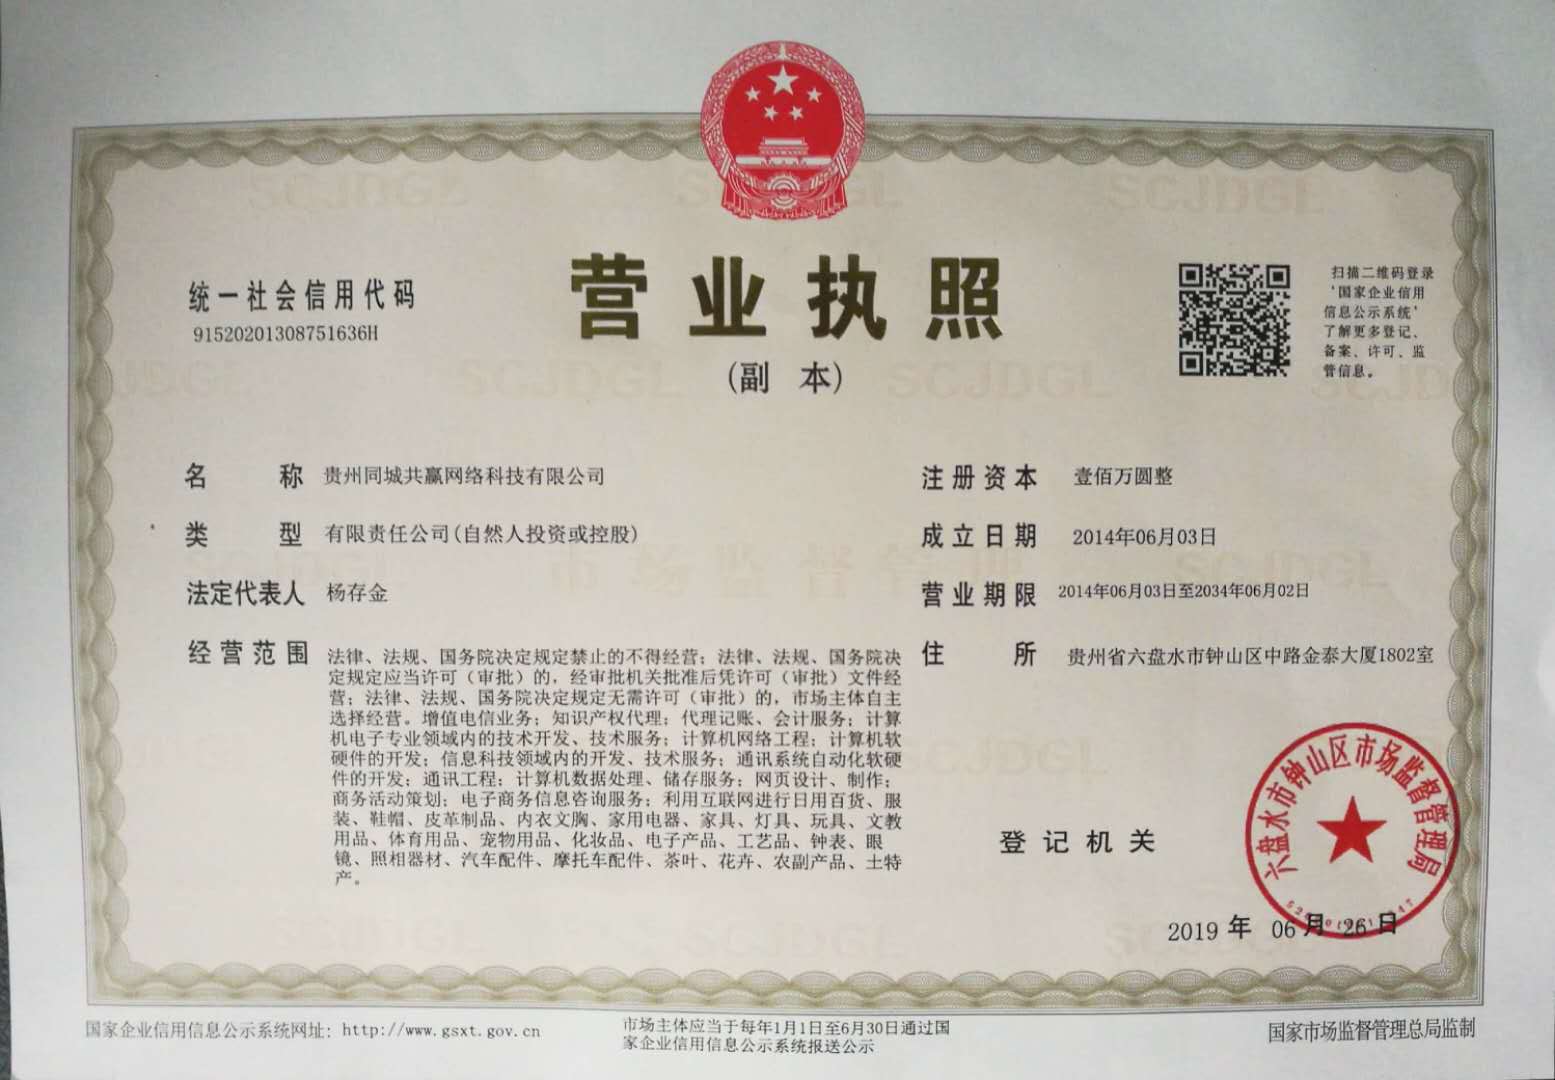 营业执照
(副 本)
统一社会信用代码
91520201308751636H
扫描二维码登录
‘国家企业信用
信息公示系统’
了解更多登记、
备案、许可、监
管信息。
名 称 贵州同城共赢网络科技有限公司
类 型 有限责任公司(自然人投资或控股)
法定代表人 杨存金
经营范围 法律、法规、国务院决定规定禁止的不得经营；法律、法规、国务院决
定规定应当许可（审批）的，经审批机关批准后凭许可（审批）文件经
营；法律、法规、国务院决定规定无需许可（审批）的，市场主体自主
选择经营。增值电信业务；知识产权代理；代理记账、会计服务；计算
机电子专业领域内的技术开发、技术服务；计算机网络工程；计算机软
硬件的开发；信息科技领域内的开发、技术服务；通讯系统自动化软硬
件的开发；通讯工程；计算机数据处理、储存服务；网页设计、制作；
商务活动策划；电子商务信息咨询服务；利用互联网进行日用百货、服
装、鞋帽、皮革制品、内衣文胸、家用电器、家具、灯具、玩具、文教
用品、体育用品、宠物用品、化妆品、电子产品、工艺品、钟表、眼
镜、照相器材、汽车配件、摩托车配件、茶叶、花卉、农副产品、土特
产。
注册资本 壹佰万圆整
成立日期 2014年06月03日
营业期限 2014年06月03日至2034年06月02日
住 所 贵州省六盘水市钟山区中路金泰大厦1802室
登记机关
六盘水市钟山区市场监督管理局
2019 年 06 月 26 日
国家企业信用信息公示系统网址: http://www.gsxt.gov.cn
市场主体应当于每年1月1日至6月30日通过国
家企业信用信息公示系统报送公示
国家市场监督管理总局监制